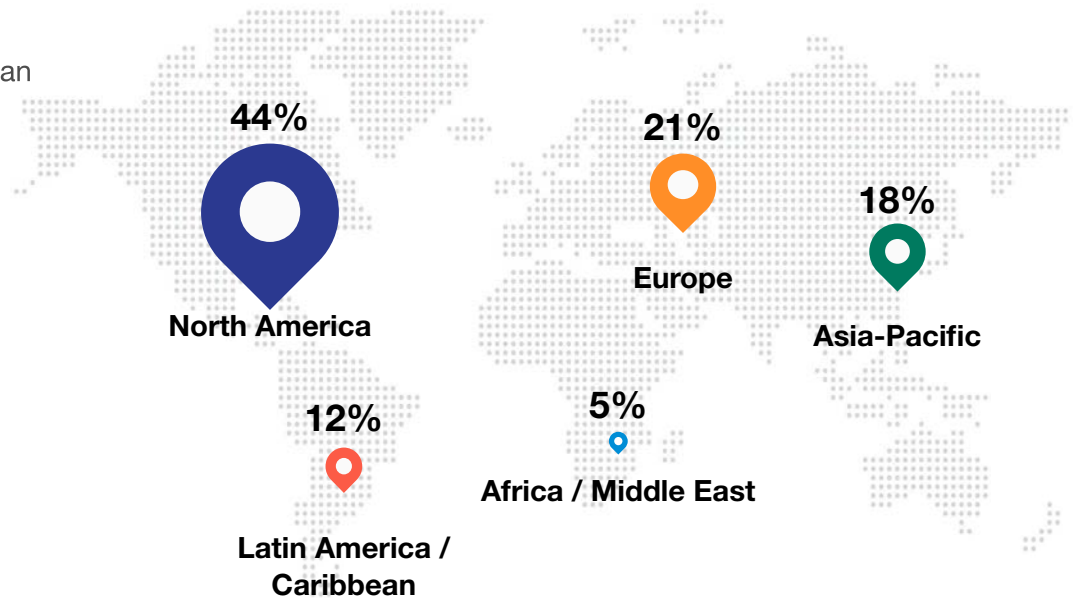 an
44%
North America
21%
Europe
18%
Asia-Pacific
12%
Latin America /
Caribbean
5%
Africa / Middle East